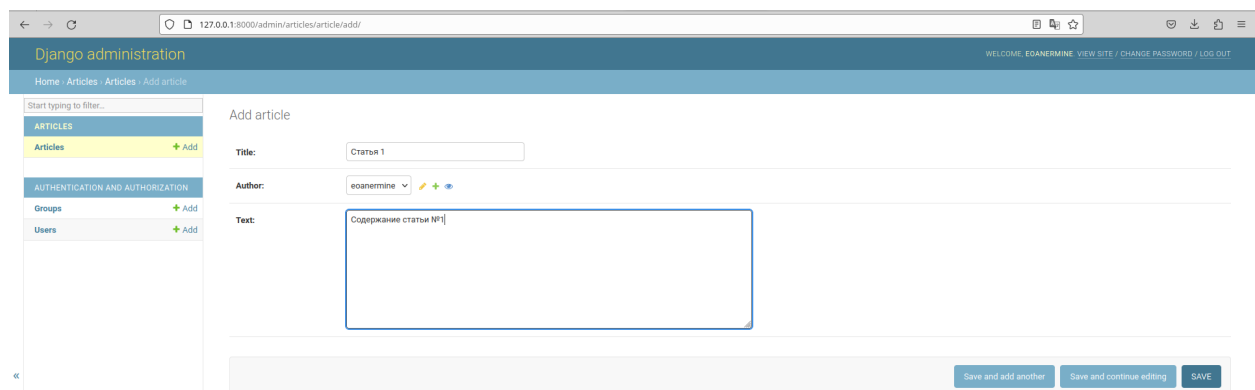 127.0.0.1:8000/admin/articles/article/add/
Django administration
WELCOME, EOANERMINE. VIEW SITE / CHANGE PASSWORD / LOG OUT
Home › Articles › Articles › Add article
Start typing to filter...
ARTICLES
Articles + Add
AUTHENTICATION AND AUTHORIZATION
Groups + Add
Users + Add
Add article
Title: Статья 1
Author: eoanermine
Text: Содержание статьи №1
«
Save and add another Save and continue editing SAVE